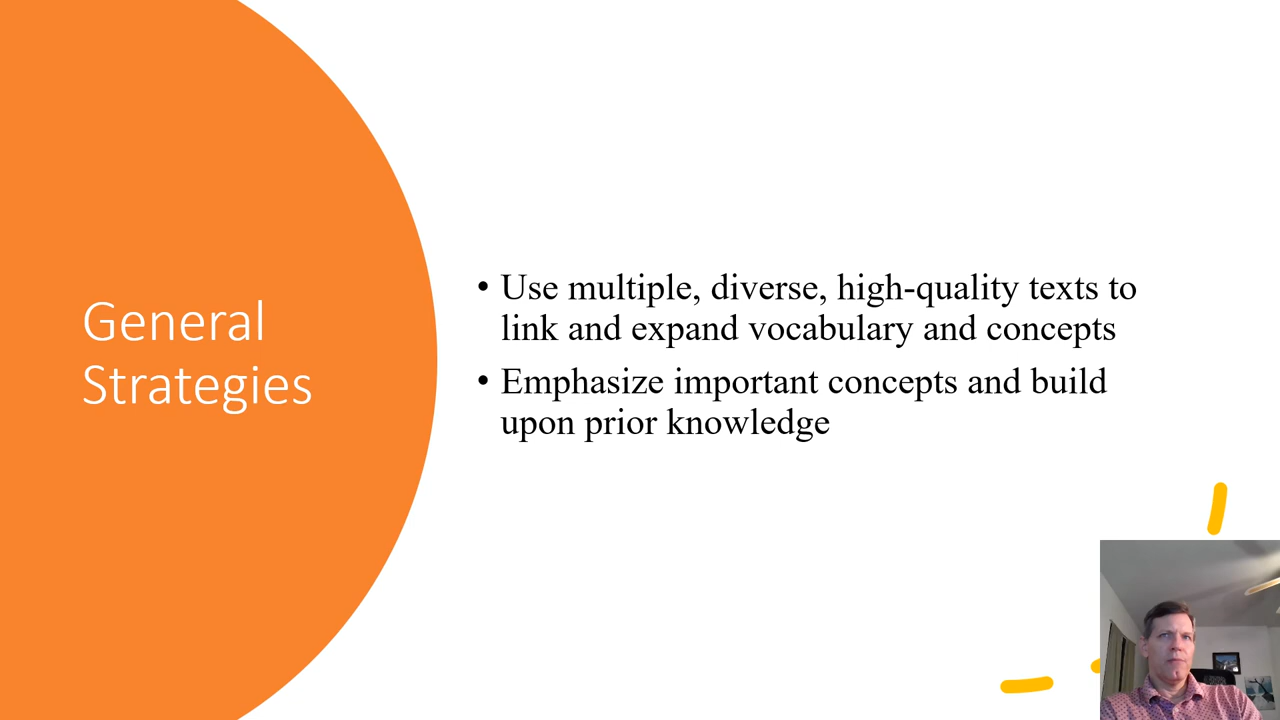 General
Strategies
• Use multiple, diverse, high-quality texts to
link and expand vocabulary and concepts
• Emphasize important concepts and build
upon prior knowledge